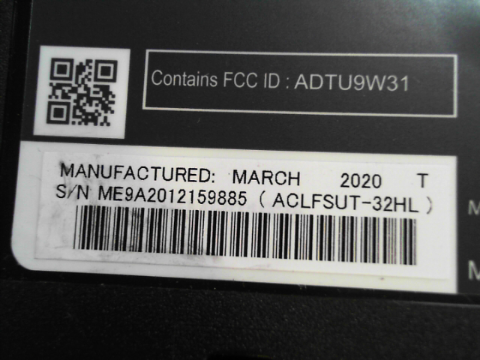 Contains FCC ID : ADTU9W31
MANUFACTURED: MARCH 2020 T
S/N ME9A2012159885 ( ACLFSUT-32HL )